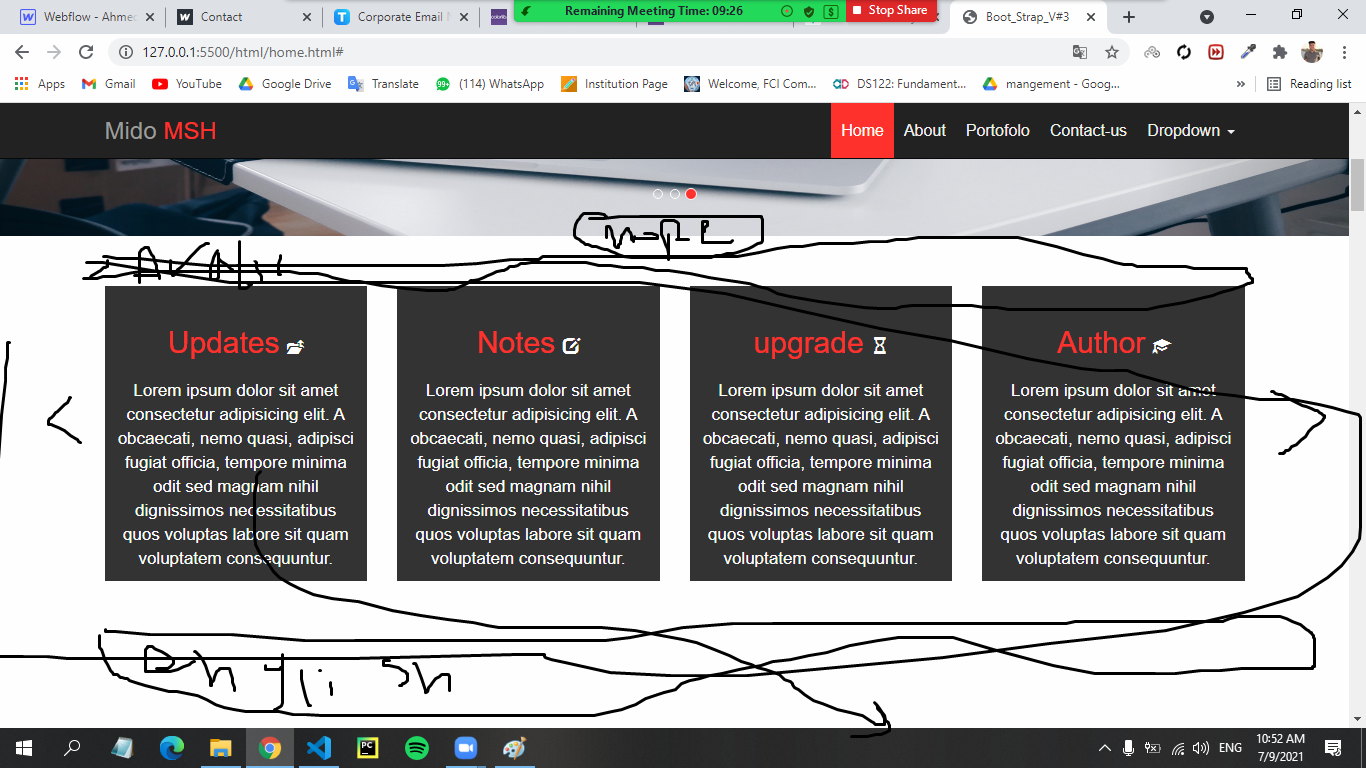 Webflow - Ahmed
Contact
Corporate Email M
Remaining Meeting Time: 09:26
Stop Share
Boot_Strap_V#3
127.0.0.1:5500/html/home.html#
Apps
Gmail
YouTube
Google Drive
Translate
99+
(114) WhatsApp
Institution Page
Welcome, FCI Com...
DS122: Fundament...
mangement - Goog...
»
Reading list
Mido MSH
Home
About
Portofolo
Contact-us
Dropdown
Updates
Lorem ipsum dolor sit amet
consectetur adipisicing elit. A
obcaecati, nemo quasi, adipisci
fugiat officia, tempore minima
odit sed magnam nihil
dignissimos necessitatibus
quos voluptas labore sit quam
voluptatem consequuntur.
Notes
Lorem ipsum dolor sit amet
consectetur adipisicing elit. A
obcaecati, nemo quasi, adipisci
fugiat officia, tempore minima
odit sed magnam nihil
dignissimos necessitatibus
quos voluptas labore sit quam
voluptatem consequuntur.
upgrade
Lorem ipsum dolor sit amet
consectetur adipisicing elit. A
obcaecati, nemo quasi, adipisci
fugiat officia, tempore minima
odit sed magnam nihil
dignissimos necessitatibus
quos voluptas labore sit quam
voluptatem consequuntur.
Author
Lorem ipsum dolor sit amet
consectetur adipisicing elit. A
obcaecati, nemo quasi, adipisci
fugiat officia, tempore minima
odit sed magnam nihil
dignissimos necessitatibus
quos voluptas labore sit quam
voluptatem consequuntur.
PC
ENG
10:52 AM
7/9/2021